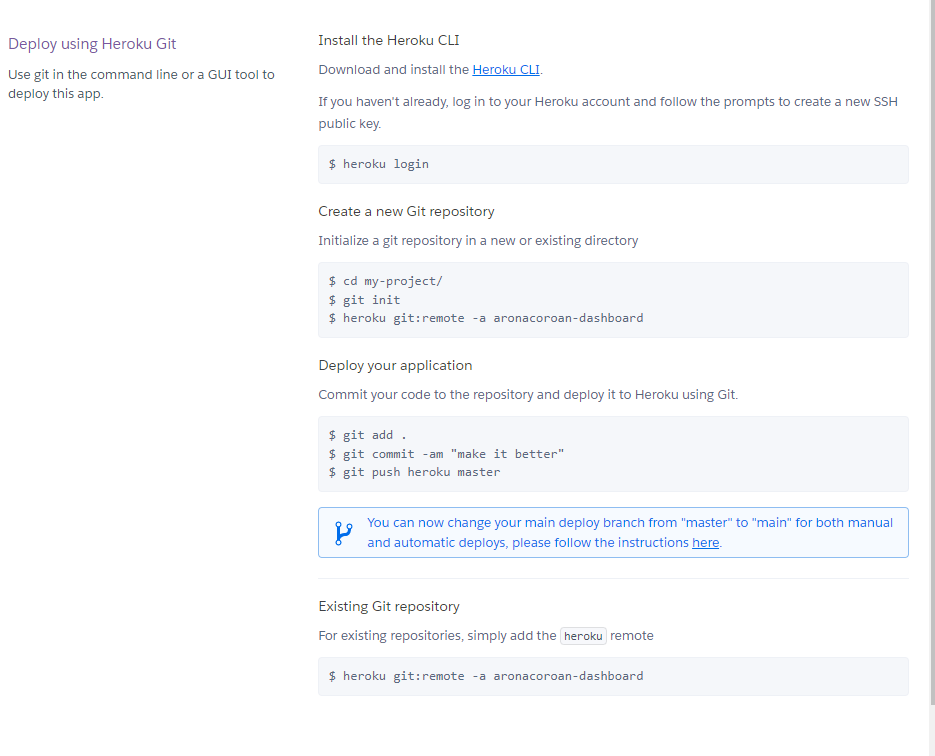 Deploy using Heroku Git
Use git in the command line or a GUI tool to
deploy this app.
Install the Heroku CLI
Download and install the Heroku CLI.
If you haven't already, log in to your Heroku account and follow the prompts to create a new SSH
public key.
$ heroku login
Create a new Git repository
Initialize a git repository in a new or existing directory
$ cd my-project/
$ git init
$ heroku git:remote -a aronacoroan-dashboard
Deploy your application
Commit your code to the repository and deploy it to Heroku using Git.
$ git add .
$ git commit -am "make it better"
$ git push heroku master
You can now change your main deploy branch from "master" to "main" for both manual
and automatic deploys, please follow the instructions here.
Existing Git repository
For existing repositories, simply add the heroku remote
$ heroku git:remote -a aronacoroan-dashboard